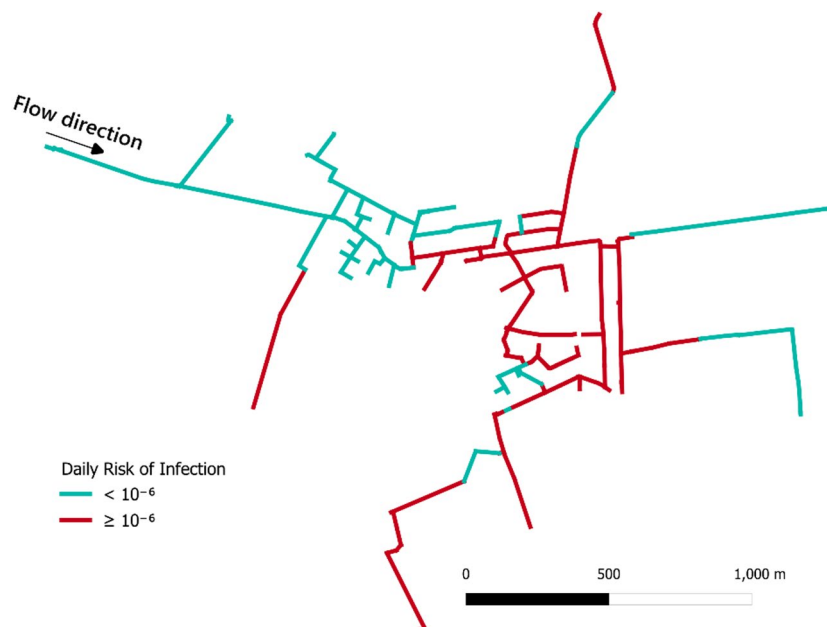 Flow direction
Daily Risk of Infection
< 10⁻⁶
≥ 10⁻⁶
0 500 1,000 m